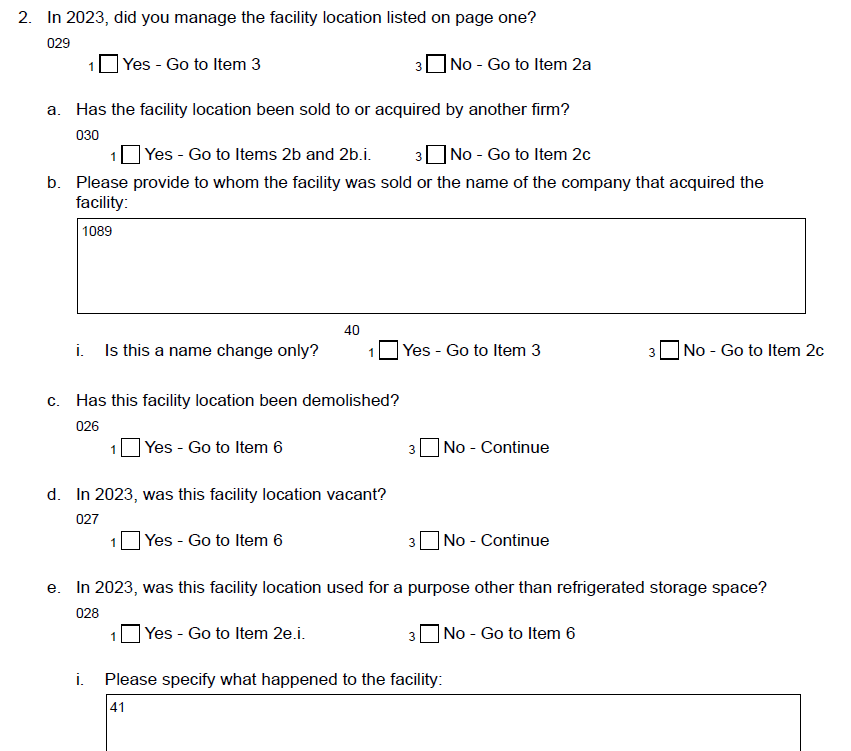 2. In 2023, did you manage the facility location listed on page one?
029
1 Yes - Go to Item 3 3 No - Go to Item 2a
a. Has the facility location been sold to or acquired by another firm?
030
1 Yes - Go to Items 2b and 2b.i. 3 No - Go to Item 2c
b. Please provide to whom the facility was sold or the name of the company that acquired the
facility:
1089
40
i. Is this a name change only? 1 Yes - Go to Item 3 3 No - Go to Item 2c
c. Has this facility location been demolished?
026
1 Yes - Go to Item 6 3 No - Continue
d. In 2023, was this facility location vacant?
027
1 Yes - Go to Item 6 3 No - Continue
e. In 2023, was this facility location used for a purpose other than refrigerated storage space?
028
1 Yes - Go to Item 2e.i. 3 No - Go to Item 6
i. Please specify what happened to the facility:
41